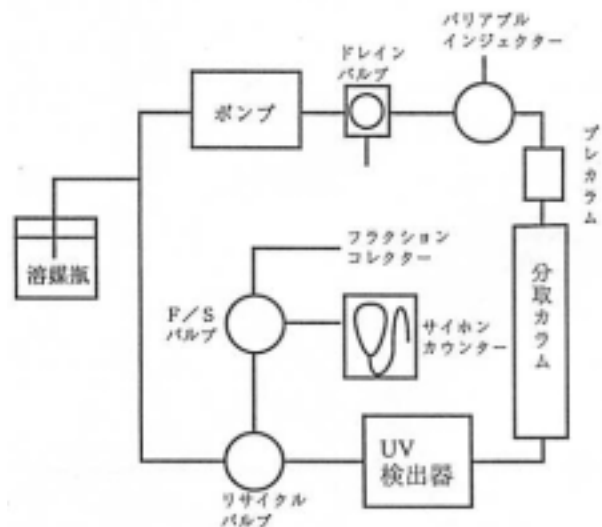 バリアブル
インジェクター
ドレイン
バルブ
ポンプ
プレカラム
溶媒瓶
フラクション
コレクター
分取カラム
F/S
バルブ
サイホン
カウンター
UV
検出器
リサイクル
バルブ